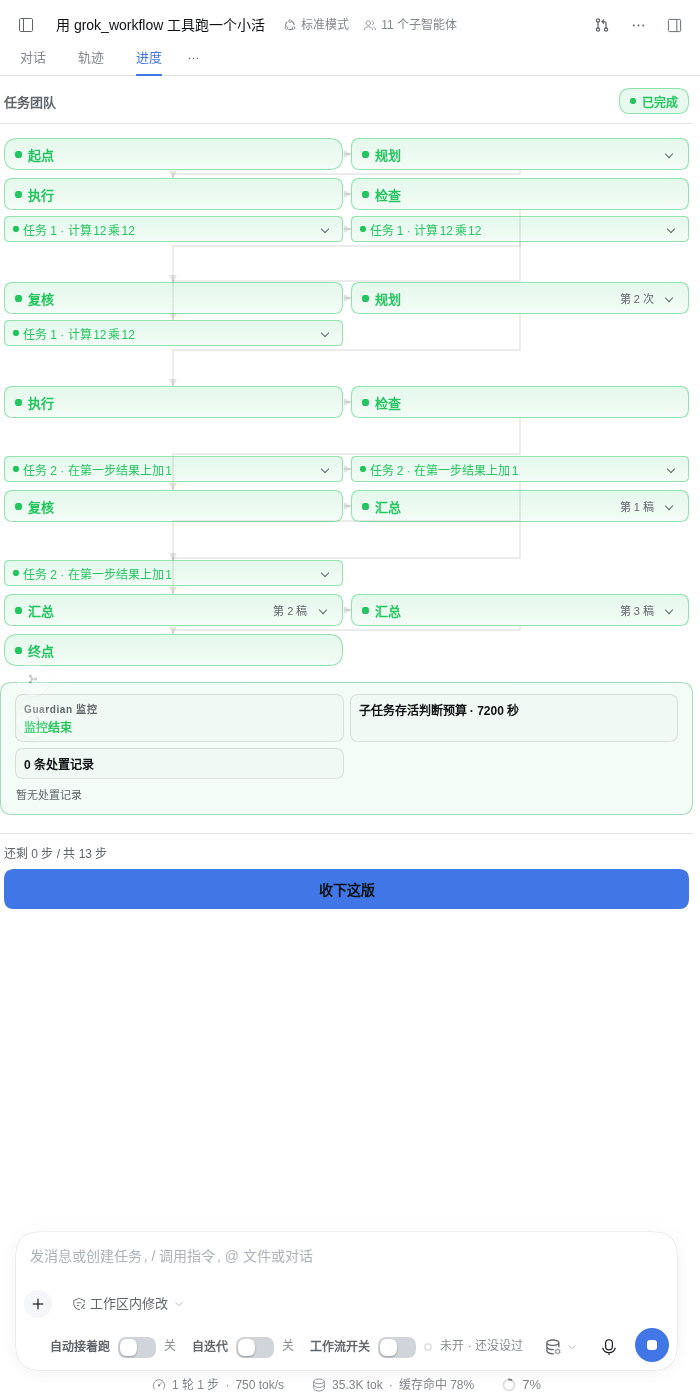 用 grok_workflow 工具跑一个小活 标准模式 11 个子智能体
对话 轨迹 进度
任务团队 已完成
起点 规划
执行 检查
任务 1 · 计算12乘12 任务 1 · 计算12乘12
复核 规划 第 2 次
任务 1 · 计算12乘12
执行 检查
任务 2 · 在第一步结果上加1 任务 2 · 在第一步结果上加1
复核 汇总 第 1 稿
任务 2 · 在第一步结果上加1
汇总 第 2 稿 汇总 第 3 稿
终点
Guardian 监控
监控结束
子任务存活判断预算 · 7200 秒
0 条处置记录
暂无处置记录
还剩 0 步 / 共 13 步
收下这版
发消息或创建任务, / 调用指令, @ 文件或对话
工作区内修改
自动接着跑 关 自迭代 关 工作流开关 未开 · 还没设过
1 轮 1 步 · 750 tok/s 35.3K tok · 缓存命中 78% 7%